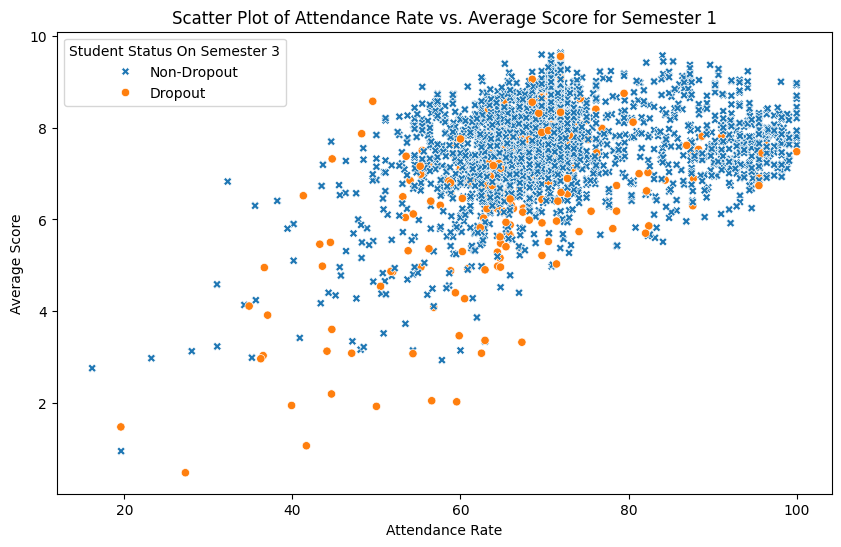 Scatter Plot of Attendance Rate vs. Average Score for Semester 1
Student Status On Semester 3
Non-Dropout
Dropout
10
8
6
4
2
Average Score
20 40 60 80 100
Attendance Rate